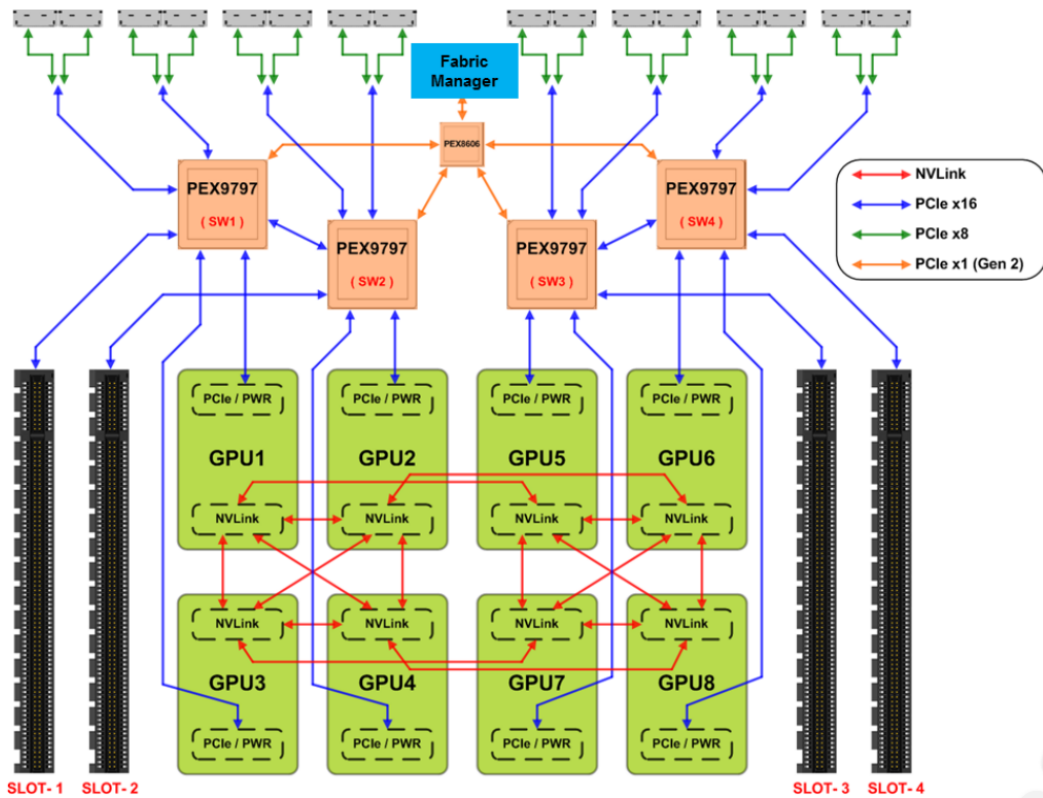 Fabric
Manager
PEX8606
PEX9797
( SW1 )
PEX9797
( SW2 )
PEX9797
( SW3 )
PEX9797
( SW4 )
NVLink
PCIe x16
PCIe x8
PCIe x1 (Gen 2)
PCIe / PWR
PCIe / PWR
PCIe / PWR
PCIe / PWR
GPU1
GPU2
GPU5
GPU6
NVLink
NVLink
NVLink
NVLink
NVLink
NVLink
NVLink
NVLink
GPU3
GPU4
GPU7
GPU8
PCIe / PWR
PCIe / PWR
PCIe / PWR
PCIe / PWR
SLOT- 1
SLOT- 2
SLOT- 3
SLOT- 4